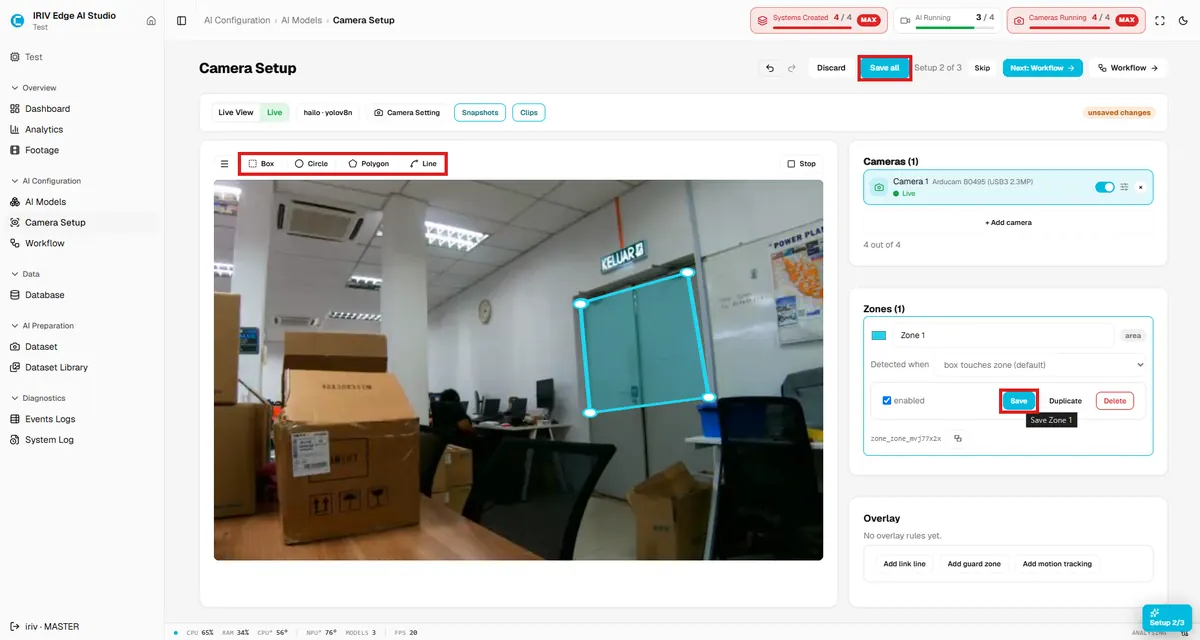 IRIV Edge AI Studio
Test
AI Configuration › AI Models › Camera Setup
Systems Created 4 / 4 MAX
AI Running 3 / 4
Cameras Running 4 / 4 MAX
Test
Overview
Dashboard
Analytics
Footage
AI Configuration
AI Models
Camera Setup
Workflow
Data
Database
AI Preparation
Dataset
Dataset Library
Diagnostics
Events Logs
System Log
iriv · MASTER
Camera Setup
Discard
Save all
Setup 2 of 3
Skip
Next: Workflow →
Workflow →
Live View
Live
hailo · yolov8n
Camera Setting
Snapshots
Clips
unsaved changes
Box
Circle
Polygon
Line
Stop
KELUAR
POWER PLAN
Cameras (1)
Camera 1 Arducam B0495 (USB3 2.3MP)
Live
+ Add camera
4 out of 4
Zones (1)
Zone 1
area
Detected when box touches zone (default)
enabled
Save
Duplicate
Delete
Save Zone 1
zone_zone_mvj77x2x
Overlay
No overlay rules yet.
Add link line
Add guard zone
Add motion tracking
Setup 2/3
CPU 65% RAM 34% CPU° 56° NPU° 76° MODELS 3 FPS 20